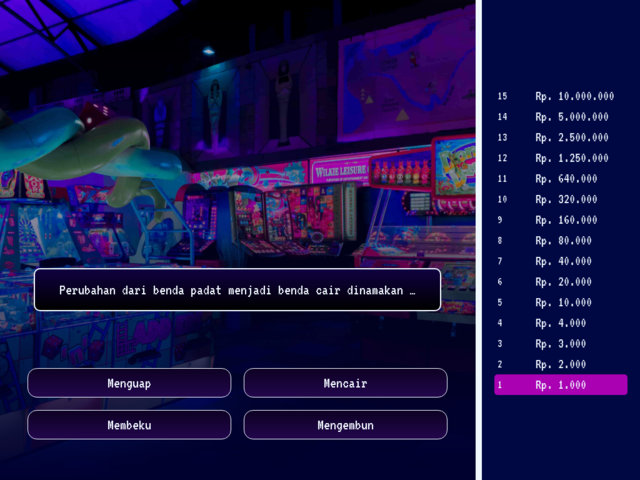 WILKIE LEISURE
Perubahan dari benda padat menjadi benda cair dinamakan …
Menguap
Mencair
Membeku
Mengembun
15 Rp. 10.000.000
14 Rp. 5.000.000
13 Rp. 2.500.000
12 Rp. 1.250.000
11 Rp. 640.000
10 Rp. 320.000
9 Rp. 160.000
8 Rp. 80.000
7 Rp. 40.000
6 Rp. 20.000
5 Rp. 10.000
4 Rp. 4.000
3 Rp. 3.000
2 Rp. 2.000
1 Rp. 1.000